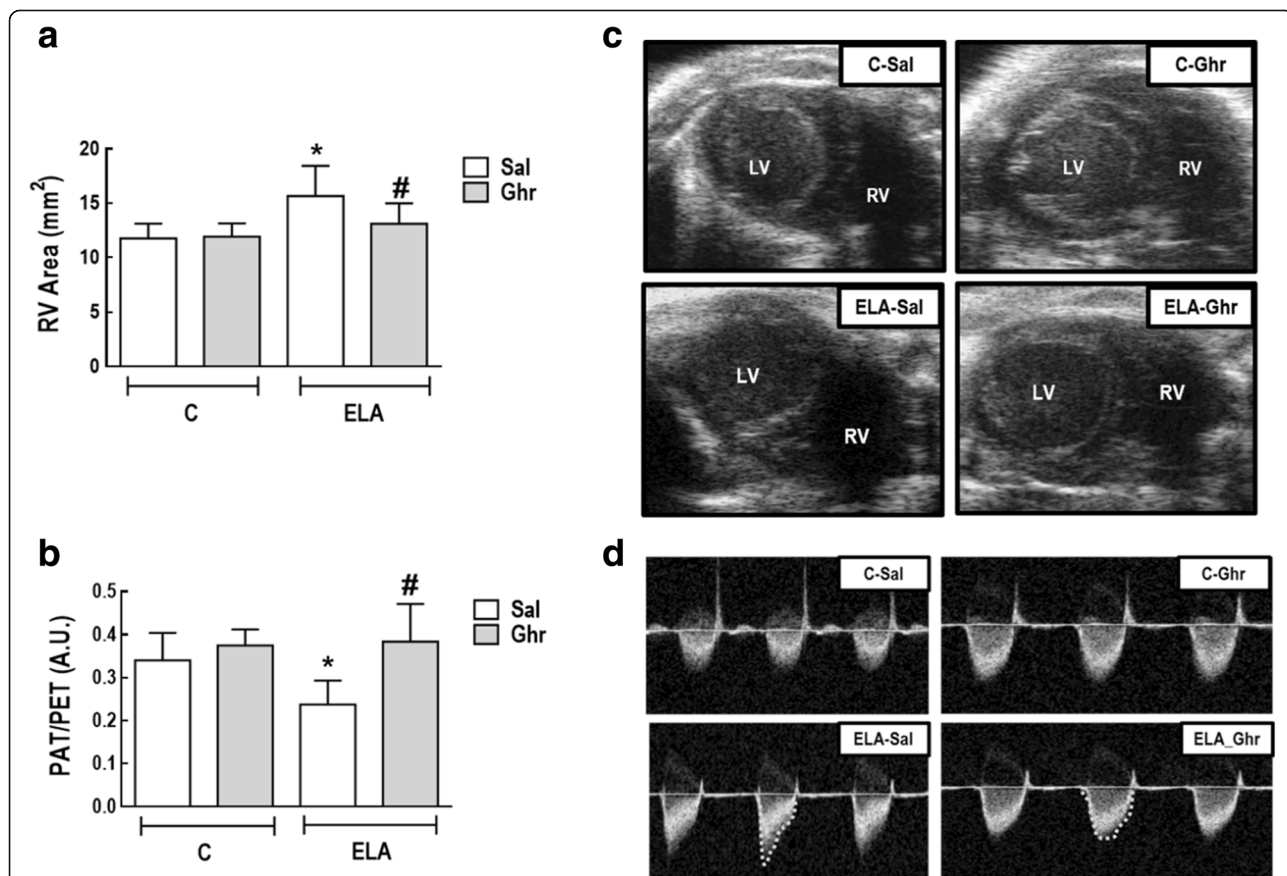 a
RV Area (mm²)
20
15
10
5
0
*
#
Sal
Ghr
C
ELA
b
PAT/PET (A.U.)
0.5
0.4
0.3
0.2
0.1
0.0
*
#
Sal
Ghr
C
ELA
c
C-Sal
LV
RV
C-Ghr
LV
RV
ELA-Sal
LV
RV
ELA-Ghr
LV
RV
d
C-Sal
C-Ghr
ELA-Sal
ELA_Ghr